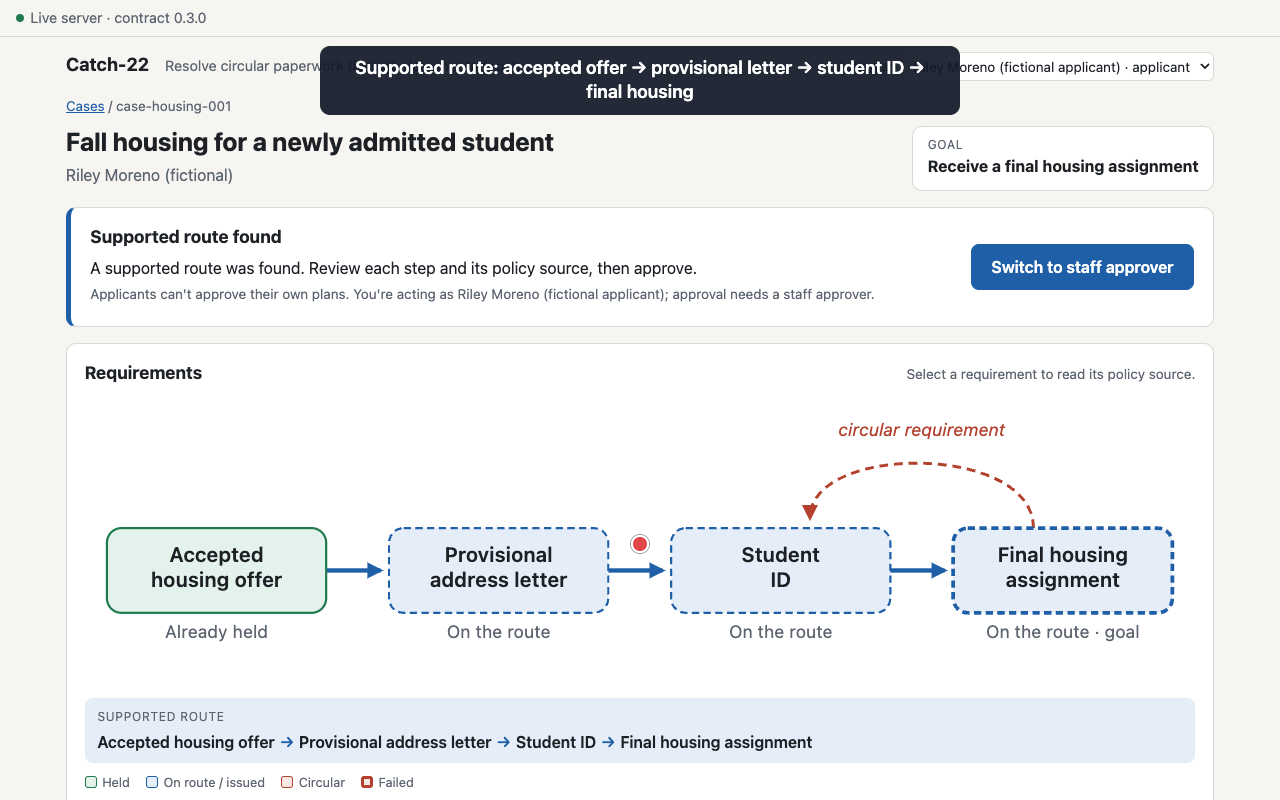 Live server · contract 0.3.0
Catch-22 Resolve circular paperwork
Supported route: accepted offer → provisional letter → student ID →
final housing
Moreno (fictional applicant) · applicant
Cases / case-housing-001
Fall housing for a newly admitted student
Riley Moreno (fictional)
GOAL
Receive a final housing assignment
Supported route found
A supported route was found. Review each step and its policy source, then approve.
Applicants can't approve their own plans. You're acting as Riley Moreno (fictional applicant); approval needs a staff approver.
Switch to staff approver
Requirements
Select a requirement to read its policy source.
circular requirement
Accepted
housing offer
Already held
Provisional
address letter
On the route
Student
ID
On the route
Final housing
assignment
On the route · goal
SUPPORTED ROUTE
Accepted housing offer → Provisional address letter → Student ID → Final housing assignment
Held
On route / issued
Circular
Failed